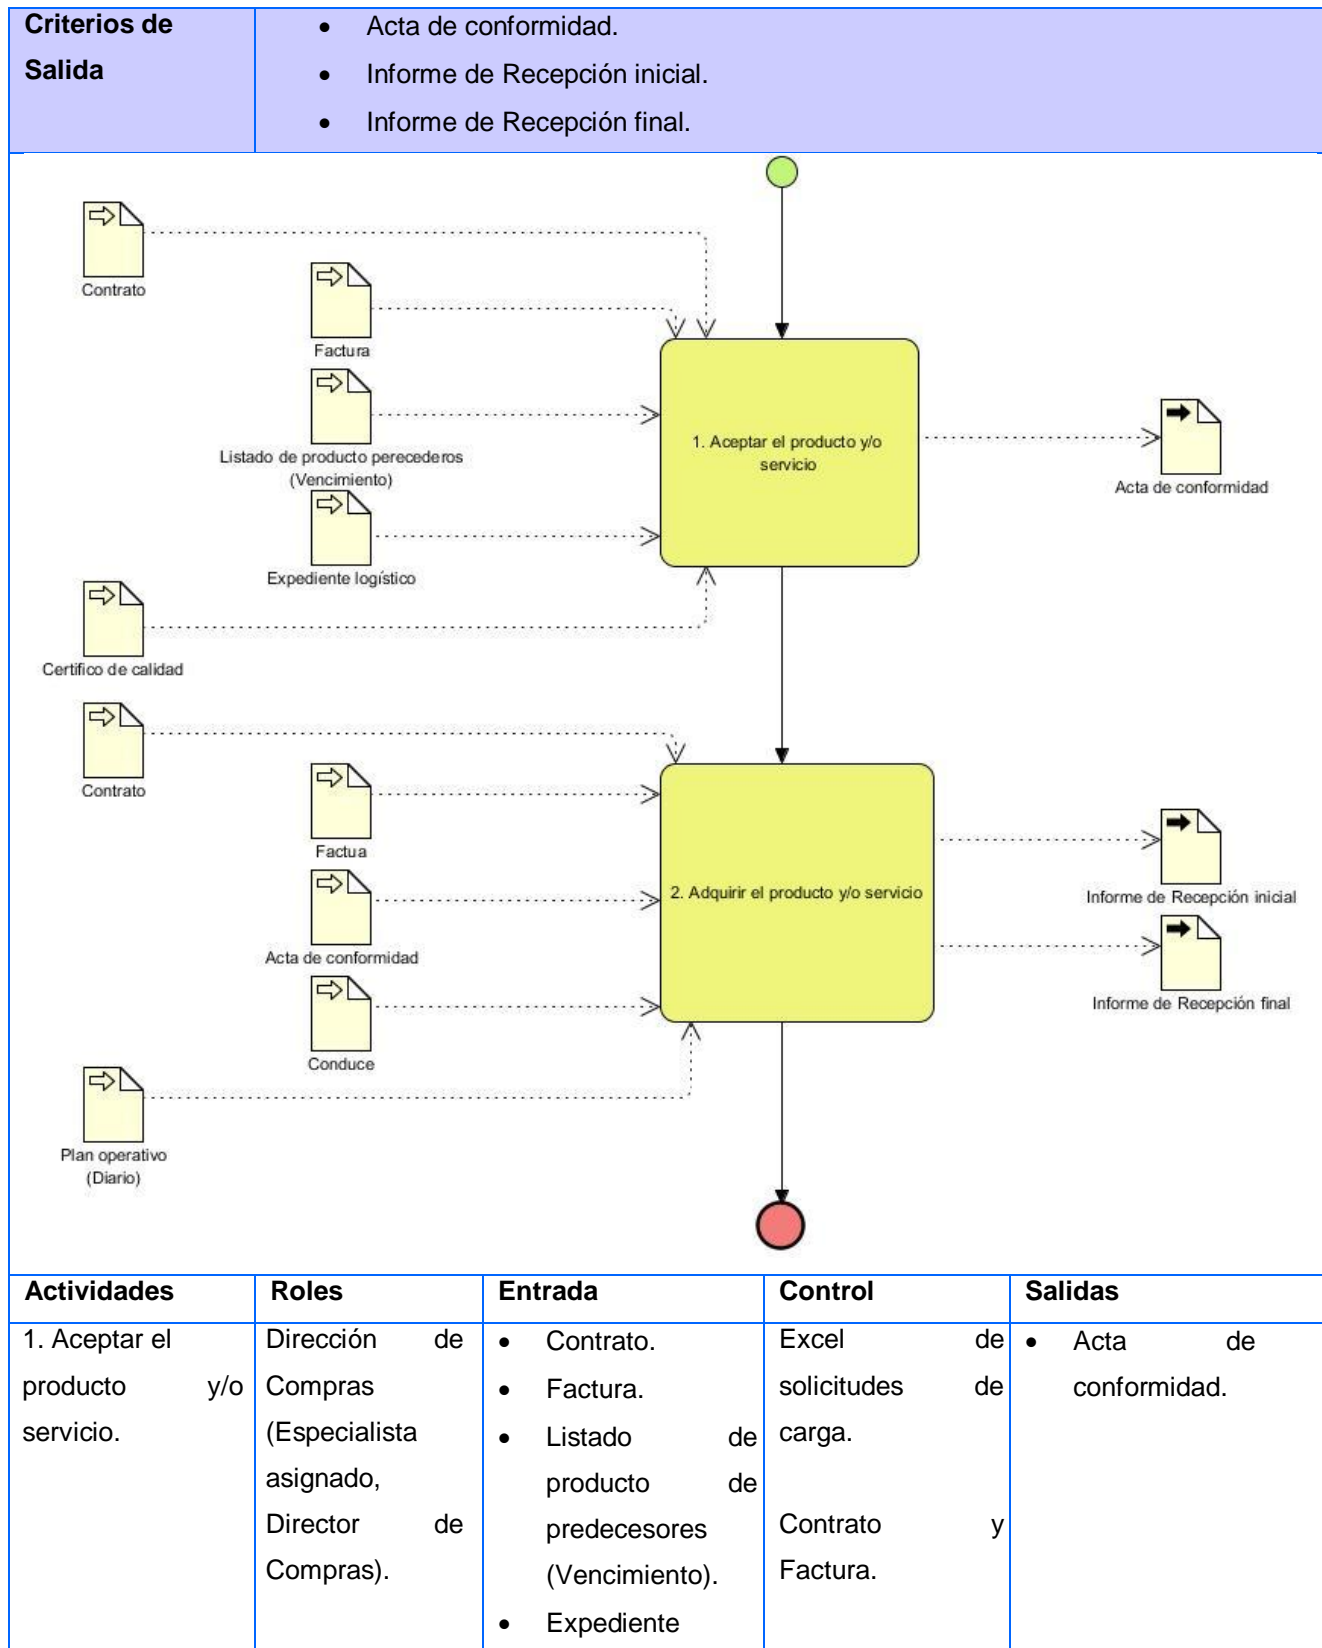 Criterios de
Salida
• Acta de conformidad.
• Informe de Recepción inicial.
• Informe de Recepción final.
Contrato
Factura
Listado de producto perecederos
(Vencimiento)
Expediente logístico
Certifico de calidad
1. Aceptar el producto y/o
servicio
Acta de conformidad
Contrato
Factua
Acta de conformidad
Conduce
Plan operativo
(Diario)
2. Adquirir el producto y/o servicio
Informe de Recepción inicial
Informe de Recepción final
Actividades
Roles
Entrada
Control
Salidas
1. Aceptar el
producto y/o
servicio.
Dirección de
Compras
(Especialista
asignado,
Director de
Compras).
• Contrato.
• Factura.
• Listado de
producto de
predecesores
(Vencimiento).
• Expediente
Excel de
solicitudes de
carga.
Contrato y
Factura.
• Acta de
conformidad.